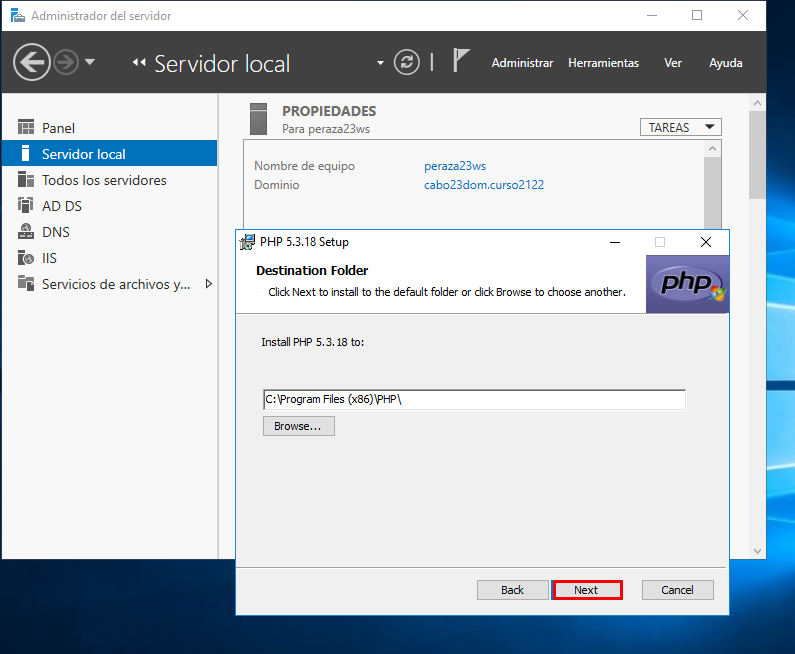 Administrador del servidor
Servidor local
Administrar Herramientas Ver Ayuda
Panel
Servidor local
Todos los servidores
AD DS
DNS
IIS
Servicios de archivos y...
PROPIEDADES
Para peraza23ws
TAREAS
Nombre de equipo peraza23ws
Dominio cabo23dom.curso2122
PHP 5.3.18 Setup
Destination Folder
Click Next to install to the default folder or click Browse to choose another.
php
Install PHP 5.3.18 to:
C:\Program Files (x86)\PHP\
Browse...
Back Next Cancel